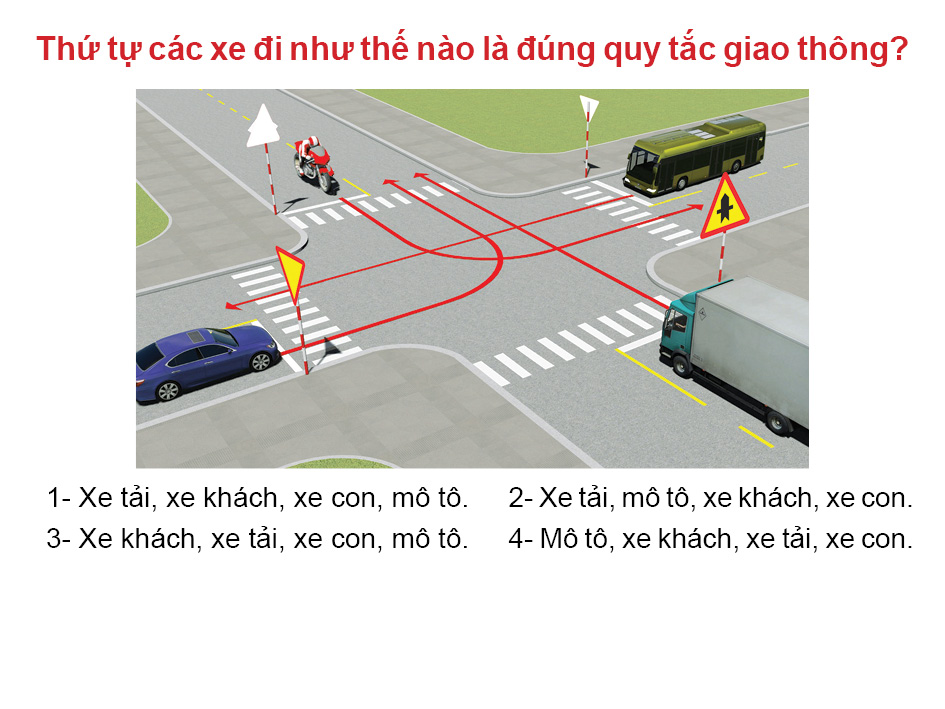 Thứ tự các xe đi như thế nào là đúng quy tắc giao thông?
1- Xe tải, xe khách, xe con, mô tô. 2- Xe tải, mô tô, xe khách, xe con.
3- Xe khách, xe tải, xe con, mô tô. 4- Mô tô, xe khách, xe tải, xe con.